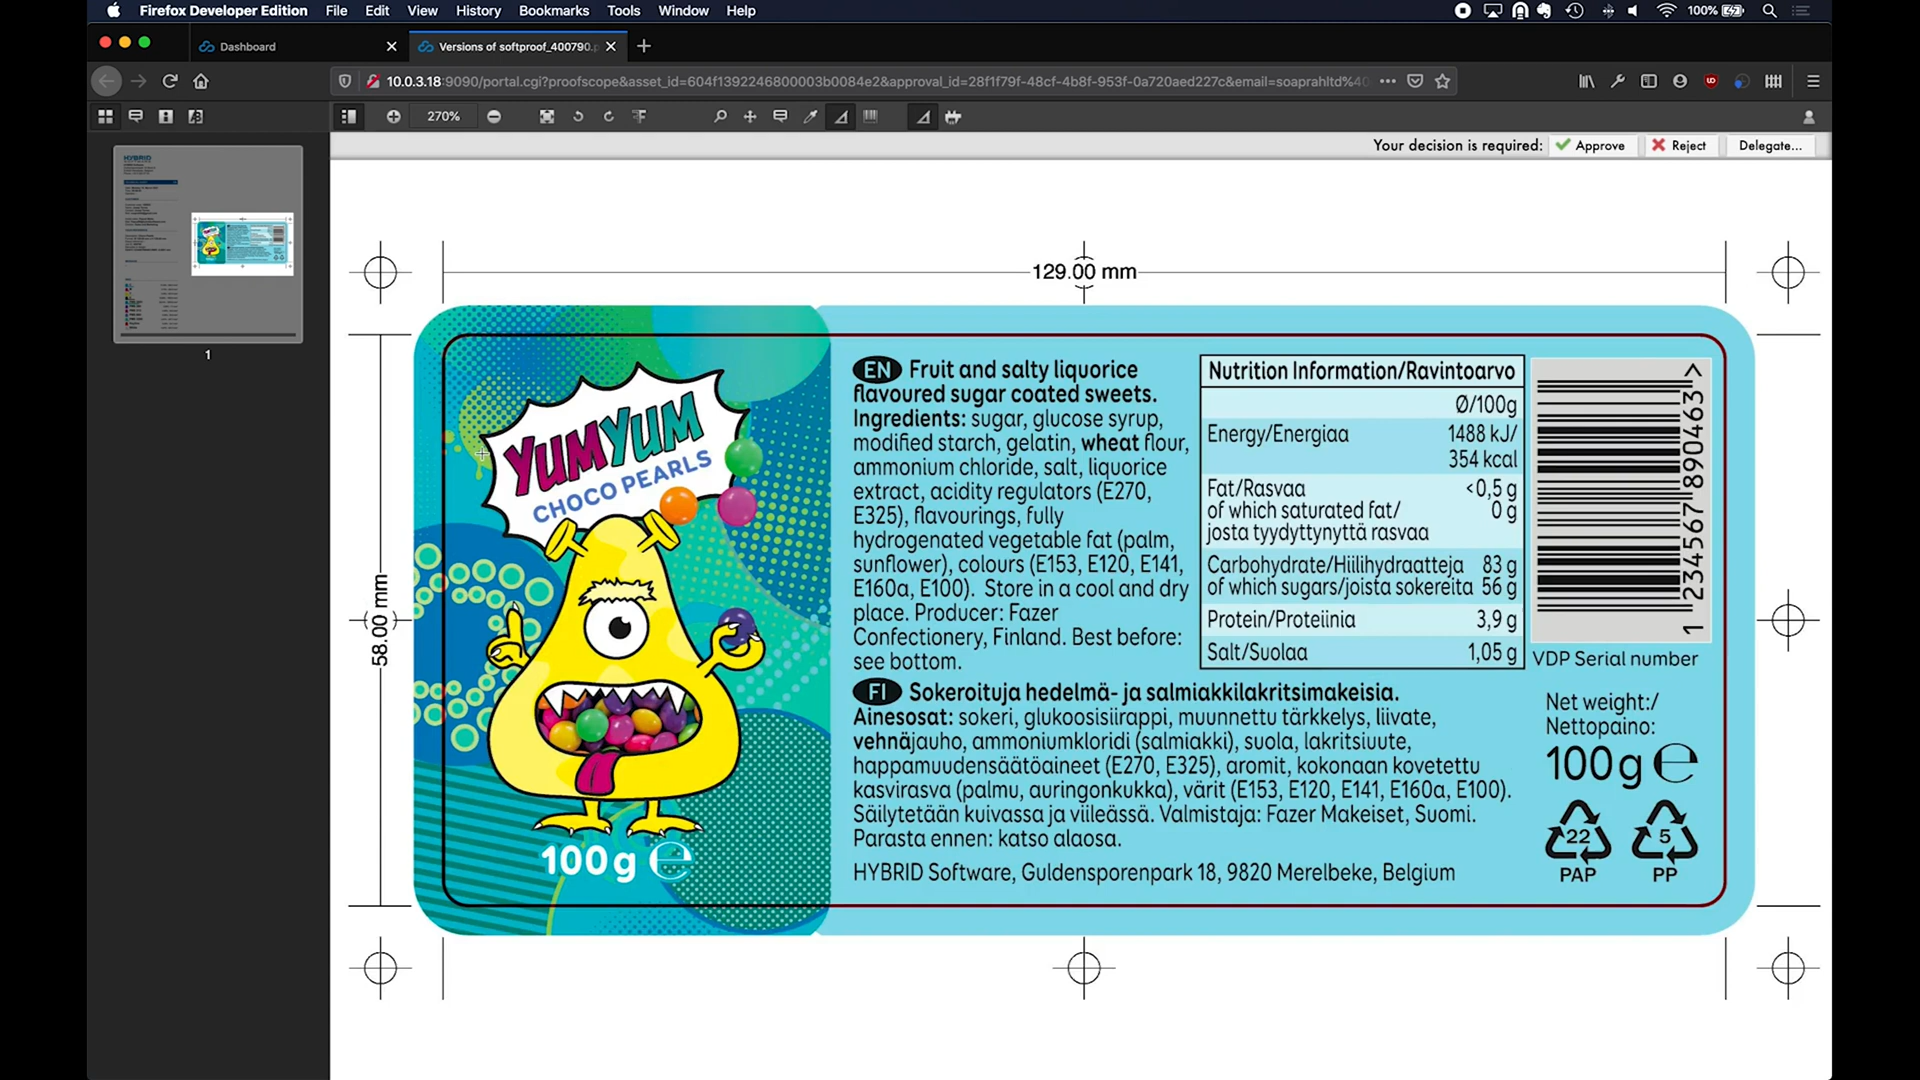 Firefox Developer Edition File Edit View History Bookmarks Tools Window Help
100%
Dashboard
Versions of softproof_400790.p
10.0.3.18:9090/portal.cgi?proofscope&asset_id=604f1392246800003b0084e2&approval_id=28f1f79f-48cf-4b8f-953f-0a720aed227c&email=soaprahltd%40
270%
Your decision is required: Approve Reject Delegate...
HYBRID
1
129.00 mm
58.00 mm
YUMYUM
CHOCO PEARLS
100g e
EN Fruit and salty liquorice
flavoured sugar coated sweets.
Ingredients: sugar, glucose syrup,
modified starch, gelatin, wheat flour,
ammonium chloride, salt, liquorice
extract, acidity regulators (E270,
E325), flavourings, fully
hydrogenated vegetable fat (palm,
sunflower), colours (E153, E120, E141,
E160a, E100). Store in a cool and dry
place. Producer: Fazer
Confectionery, Finland. Best before:
see bottom.
Nutrition Information/Ravintoarvo
Ø/100g
Energy/Energiaa 1488 kJ/
354 kcal
Fat/Rasvaa <0,5 g
of which saturated fat/ 0 g
josta tyydyttynyttä rasvaa
Carbohydrate/Hiilihydraatteja 83 g
of which sugars/joista sokereita 56 g
Protein/Proteiinia 3,9 g
Salt/Suolaa 1,05 g
1 234567 890463 >
VDP Serial number
FI Sokeroituja hedelmä- ja salmiakkilakritsimakeisia.
Ainesosat: sokeri, glukoosisiirappi, muunnettu tärkkelys, liivate,
vehnäjauho, ammoniumkloridi (salmiakki), suola, lakritsiuute,
happamuudensäätöaineet (E270, E325), aromit, kokonaan kovetettu
kasvirasva (palmu, auringonkukka), värit (E153, E120, E141, E160a, E100).
Säilytetään kuivassa ja viileässä. Valmistaja: Fazer Makeiset, Suomi.
Parasta ennen: katso alaosa.
HYBRID Software, Guldensporenpark 18, 9820 Merelbeke, Belgium
Net weight:/
Nettopaino:
100g e
22 5
PAP PP